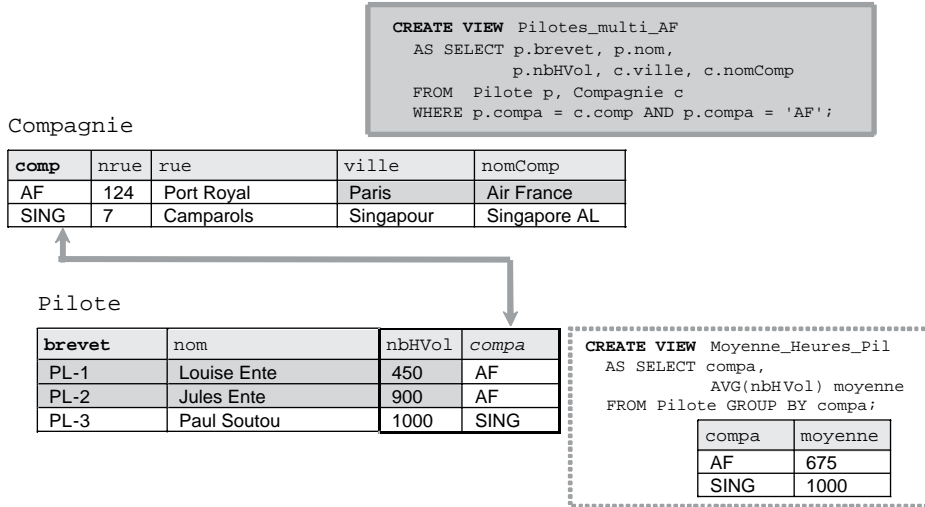 CREATE VIEW Pilotes_multi_AF
AS SELECT p.brevet, p.nom,
p.nbHVol, c.ville, c.nomComp
FROM Pilote p, Compagnie c
WHERE p.compa = c.comp AND p.compa = 'AF';
Compagnie
comp nrue rue ville nomComp
AF 124 Port Royal Paris Air France
SING 7 Camparols Singapour Singapore AL
Pilote
brevet nom nbHVol compa
PL-1 Louise Ente 450 AF
PL-2 Jules Ente 900 AF
PL-3 Paul Soutou 1000 SING
CREATE VIEW Moyenne_Heures_Pil
AS SELECT compa,
AVG(nbHVol) moyenne
FROM Pilote GROUP BY compa;
compa moyenne
AF 675
SING 1000